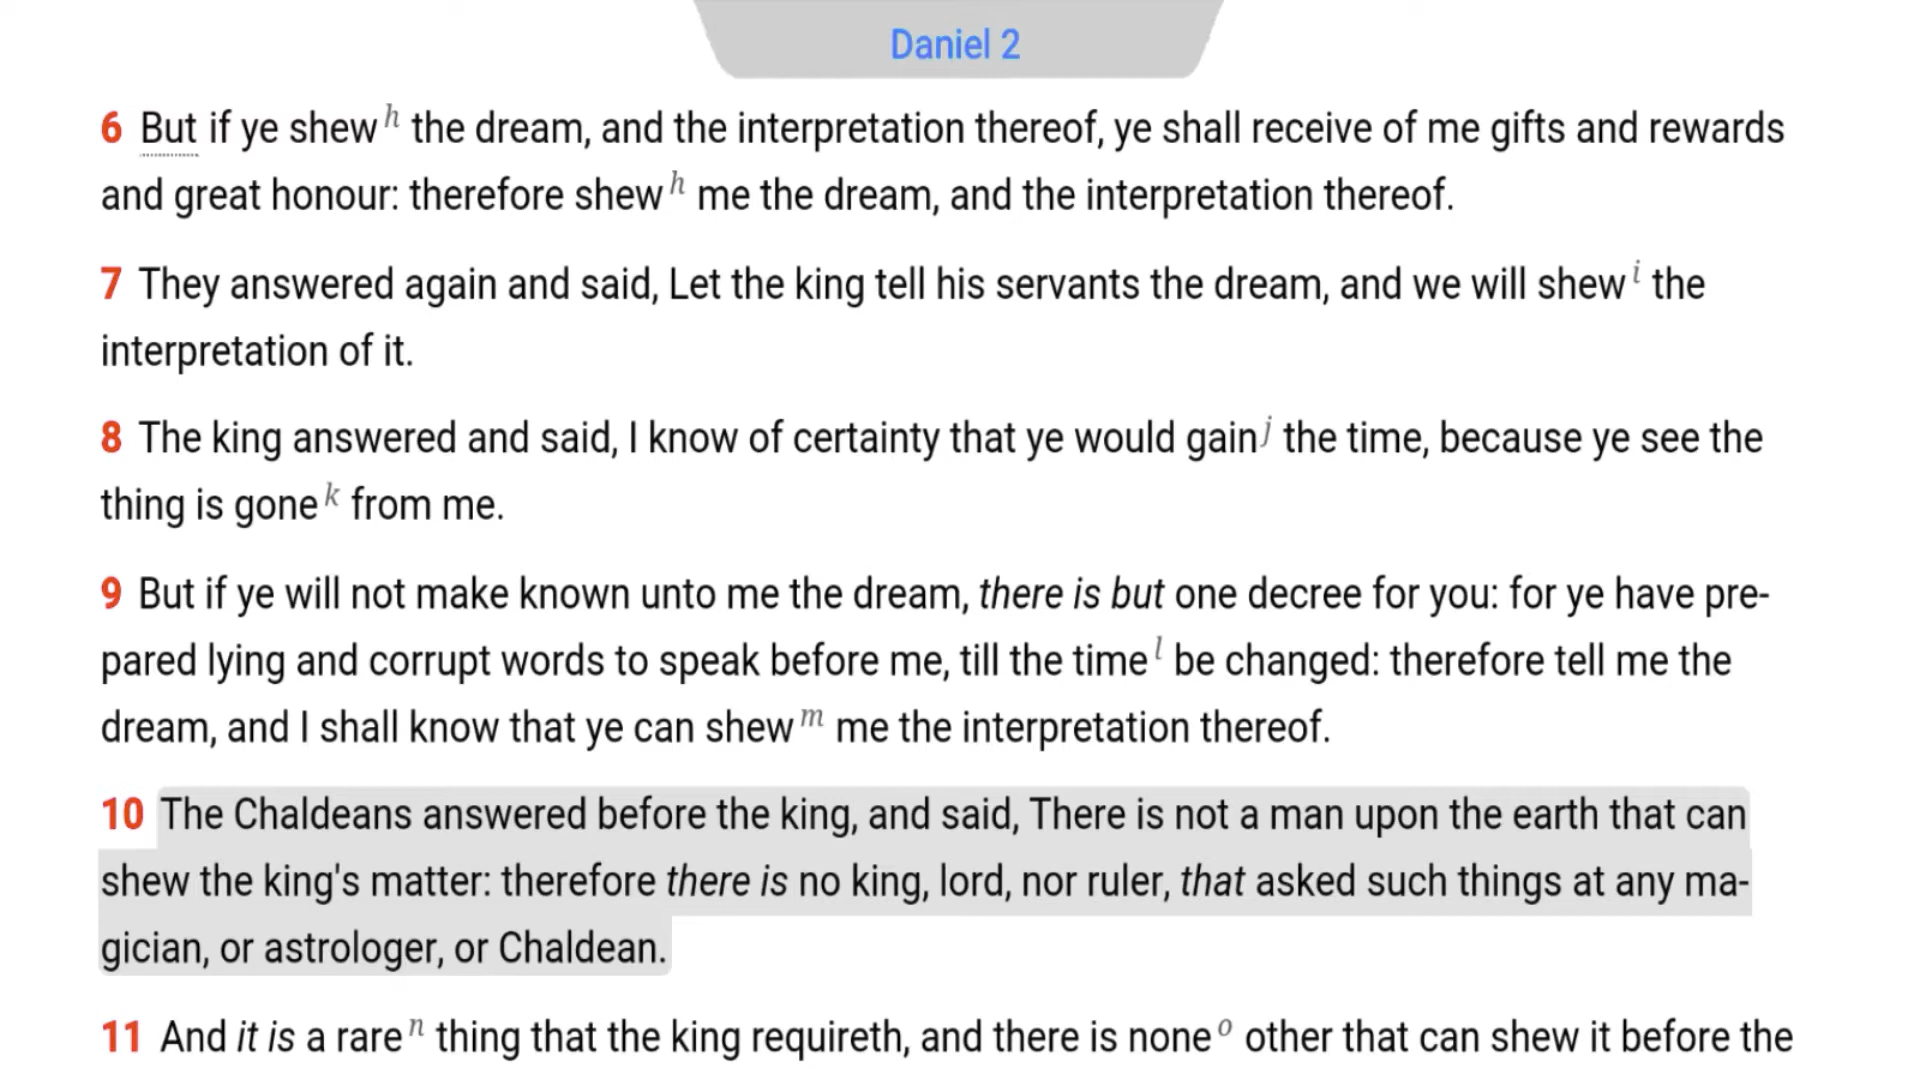 Daniel 2
6 But if ye shew h the dream, and the interpretation thereof, ye shall receive of me gifts and rewards
and great honour: therefore shew h me the dream, and the interpretation thereof.
7 They answered again and said, Let the king tell his servants the dream, and we will shew i the
interpretation of it.
8 The king answered and said, I know of certainty that ye would gain j the time, because ye see the
thing is gone k from me.
9 But if ye will not make known unto me the dream, there is but one decree for you: for ye have pre-
pared lying and corrupt words to speak before me, till the time l be changed: therefore tell me the
dream, and I shall know that ye can shew m me the interpretation thereof.
10 The Chaldeans answered before the king, and said, There is not a man upon the earth that can
shew the king's matter: therefore there is no king, lord, nor ruler, that asked such things at any ma-
gician, or astrologer, or Chaldean.
11 And it is a rare n thing that the king requireth, and there is none o other that can shew it before the